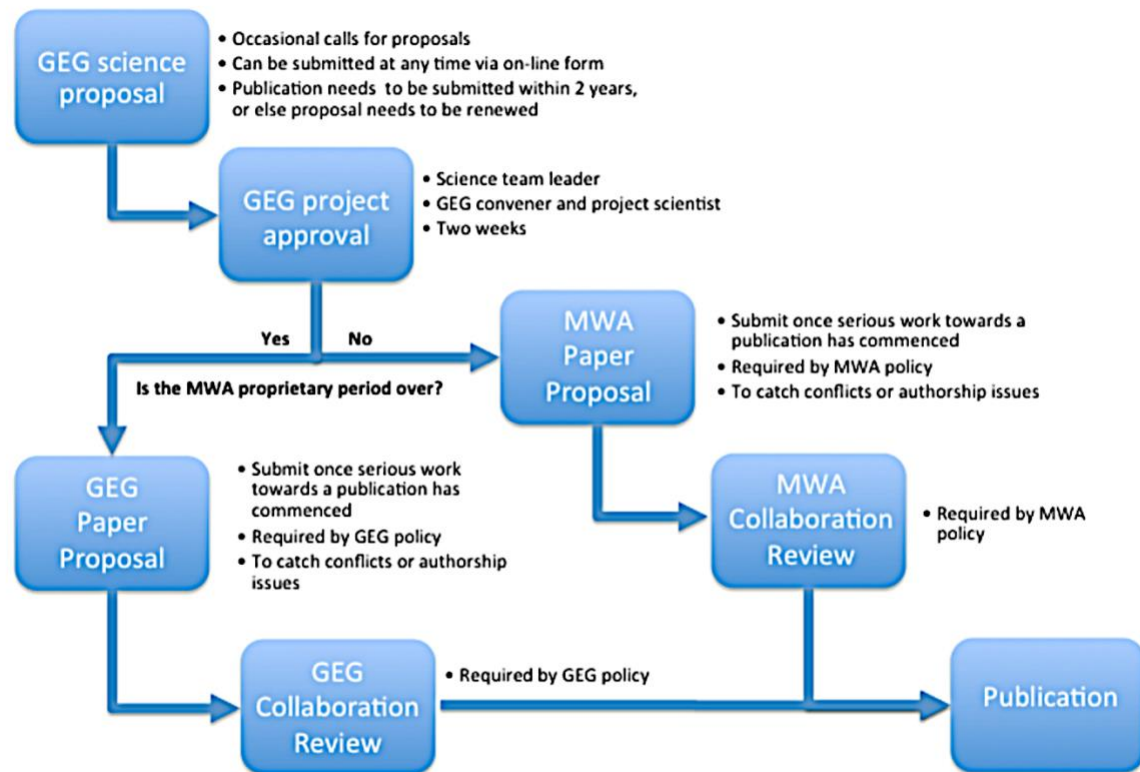 GEG science
proposal
• Occasional calls for proposals
• Can be submitted at any time via on-line form
• Publication needs to be submitted within 2 years,
or else proposal needs to be renewed
GEG project
approval
• Science team leader
• GEG convener and project scientist
• Two weeks
Yes
No
Is the MWA proprietary period over?
MWA
Paper
Proposal
• Submit once serious work towards a
publication has commenced
• Required by MWA policy
• To catch conflicts or authorship issues
GEG
Paper
Proposal
• Submit once serious work
towards a publication has
commenced
• Required by GEG policy
• To catch conflicts or authorship
issues
MWA
Collaboration
Review
• Required by MWA
policy
GEG
Collaboration
Review
• Required by GEG policy
Publication